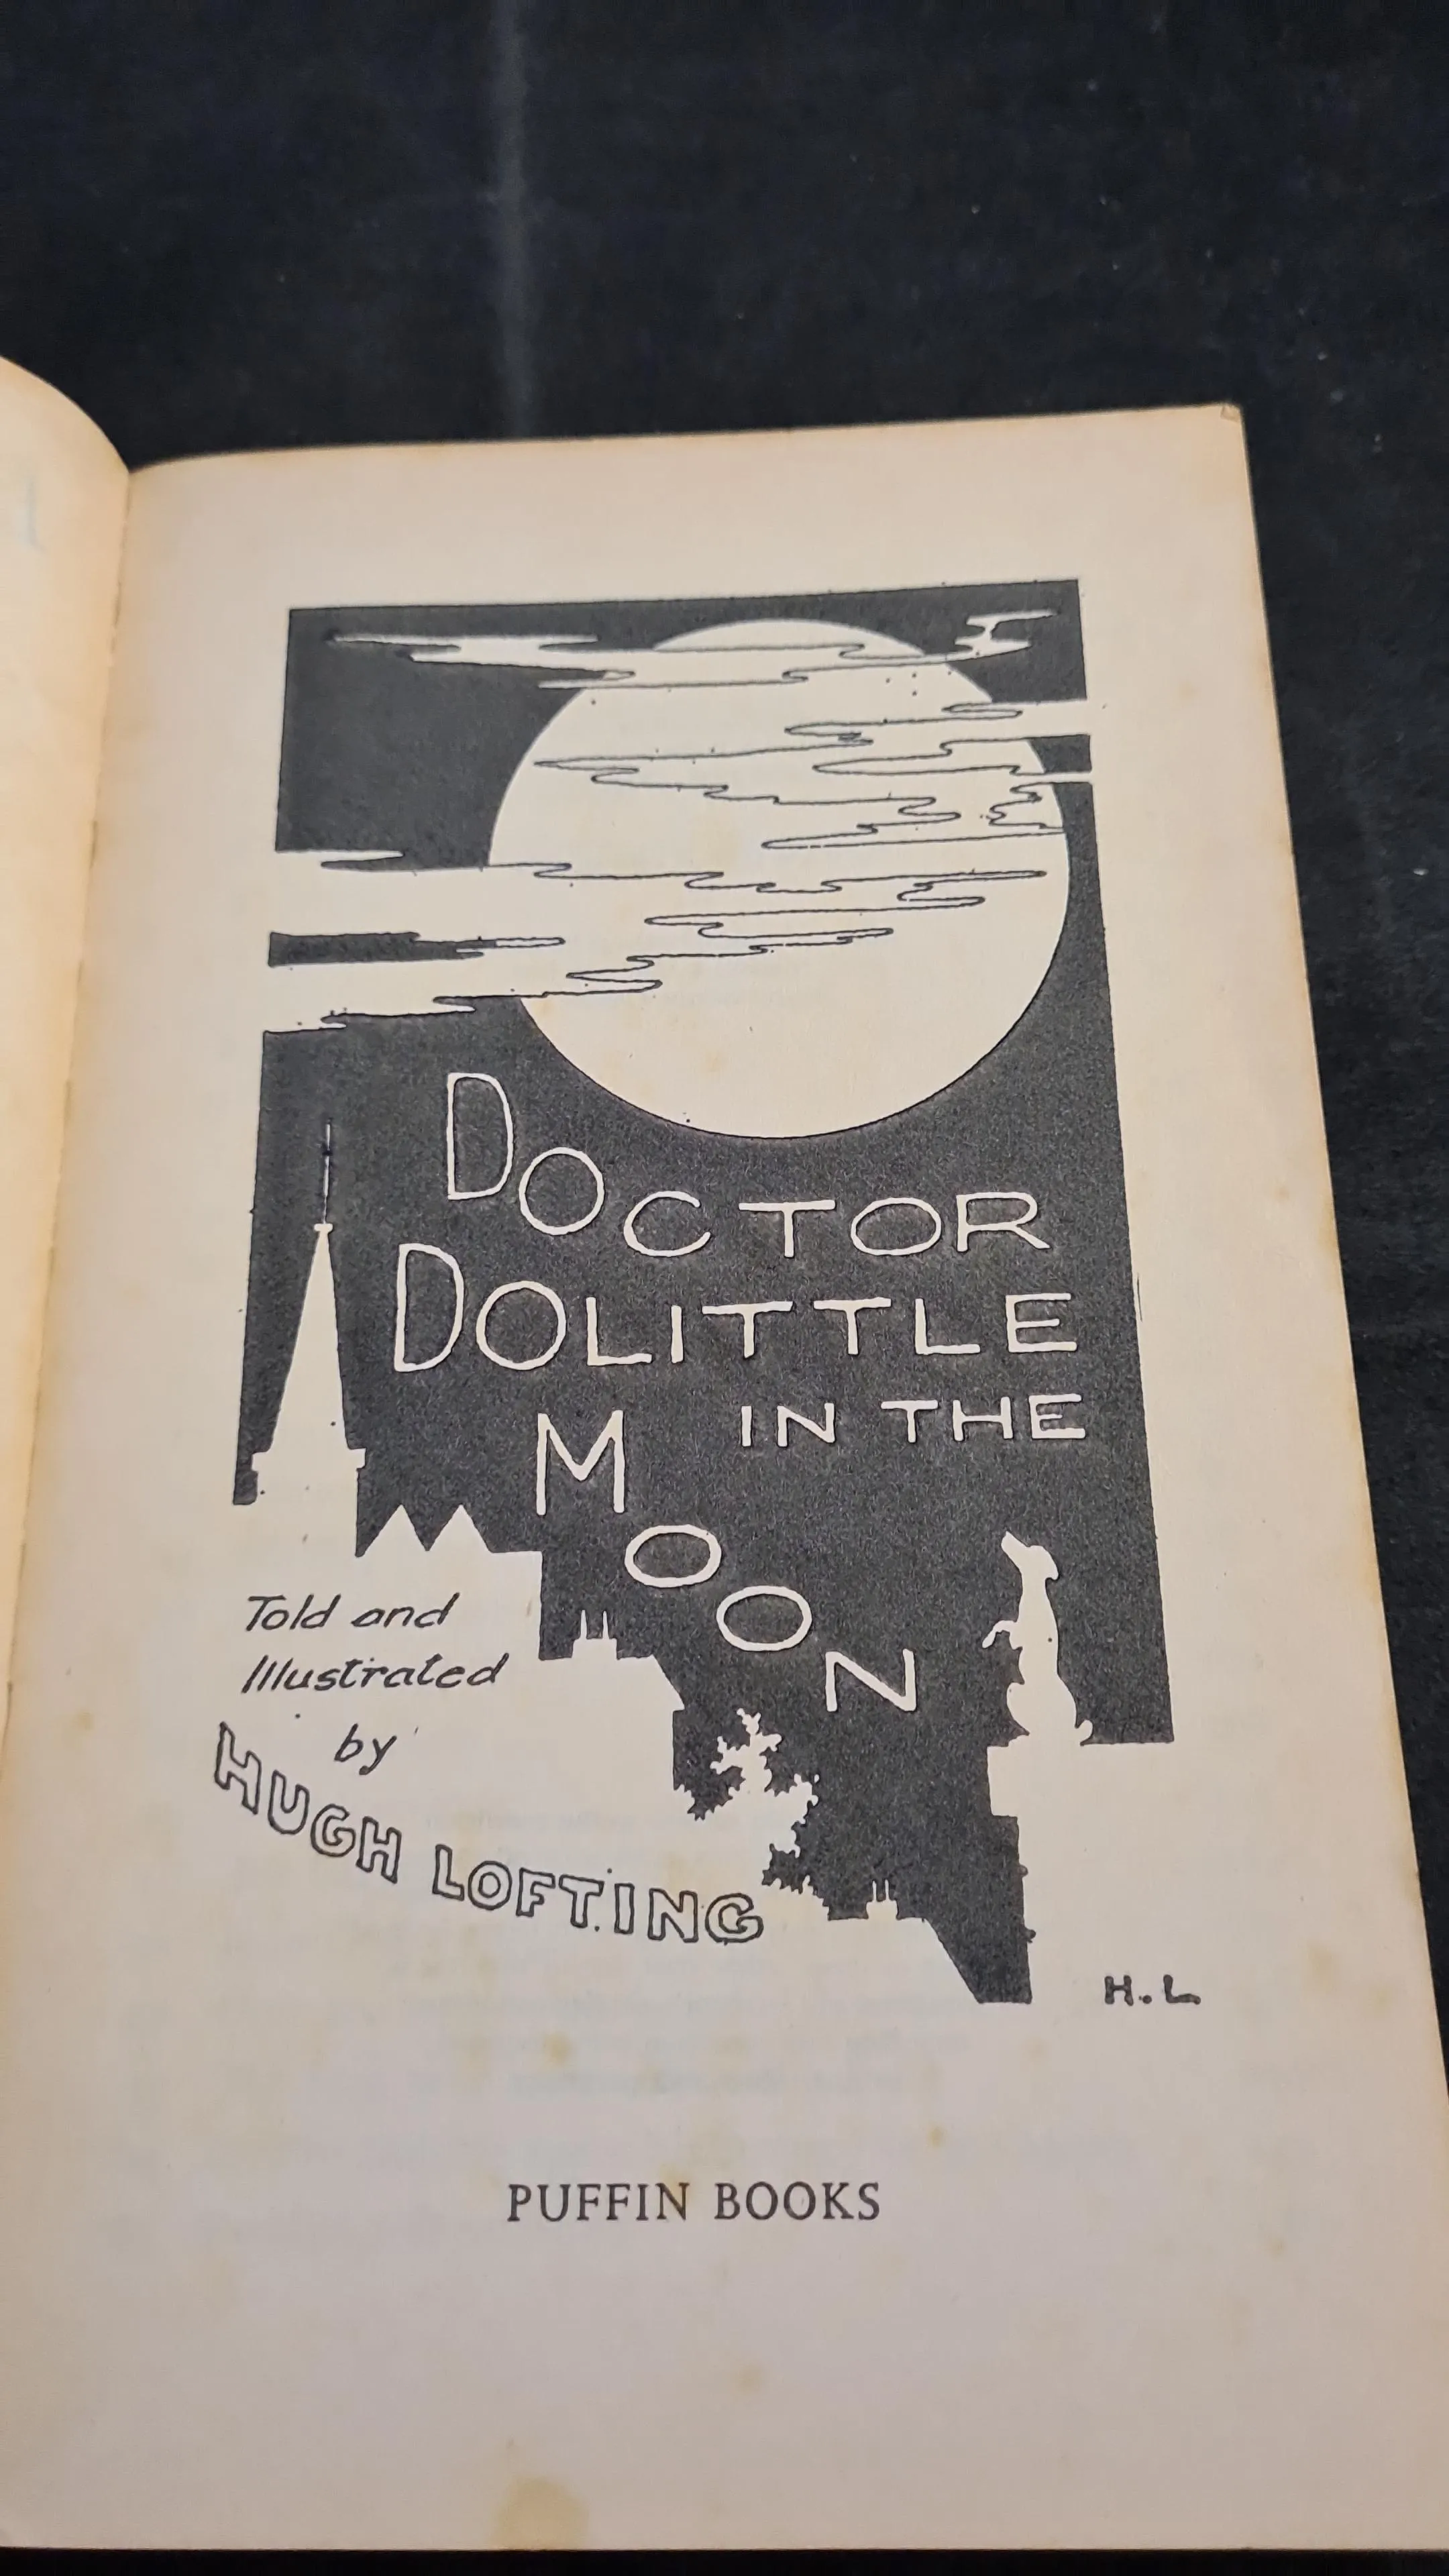 DOCTOR
DOLITTLE
IN THE
MOON
Told and
Illustrated
by
HUGH LOFTING
H.L.
PUFFIN BOOKS